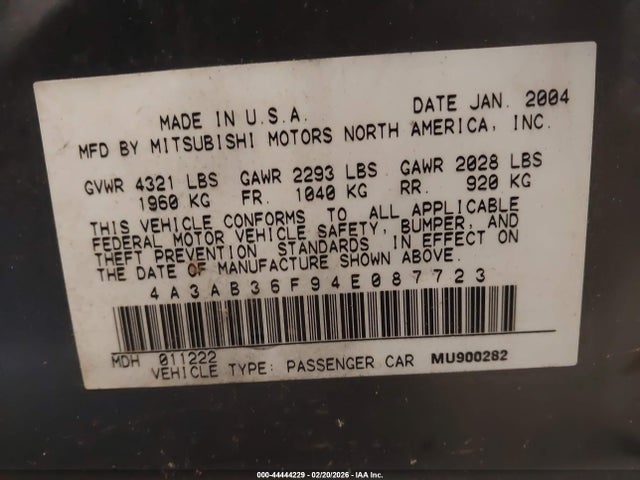 MADE IN U.S.A. DATE JAN. 2004
MFD BY MITSUBISHI MOTORS NORTH AMERICA, INC.
GVWR 4321 LBS GAWR 2293 LBS GAWR 2028 LBS
1960 KG FR. 1040 KG RR. 920 KG
THIS VEHICLE CONFORMS TO ALL APPLICABLE
FEDERAL MOTOR VEHICLE SAFETY, BUMPER, AND
THEFT PREVENTION STANDARDS IN EFFECT ON
THE DATE OF MANUFACTURE SHOWN ABOVE.
4A3AB36F94E087723
MDH 011222
VEHICLE TYPE: PASSENGER CAR MU900282
000-44444229 - 02/20/2026 - IAA Inc.